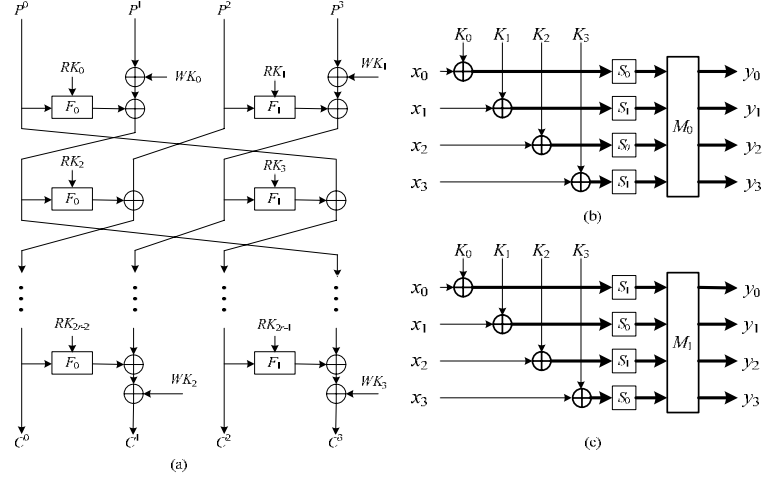 P⁰ P¹ P² P³
RK₀ WK₀ RK₁ WK₁
F₀ F₁
RK₂ RK₃
F₀ F₁
RK₂ᵣ₋₂ RK₂ᵣ₋₁
F₀ F₁
WK₂ WK₃
C⁰ C¹ C² C³
(a)
K₀ K₁ K₂ K₃
x₀ S₀ y₀
x₁ S₁ y₁
M₀
x₂ S₀ y₂
x₃ S₁ y₃
(b)
K₀ K₁ K₂ K₃
x₀ S₁ y₀
x₁ S₀ y₁
M₁
x₂ S₁ y₂
x₃ S₀ y₃
(c)